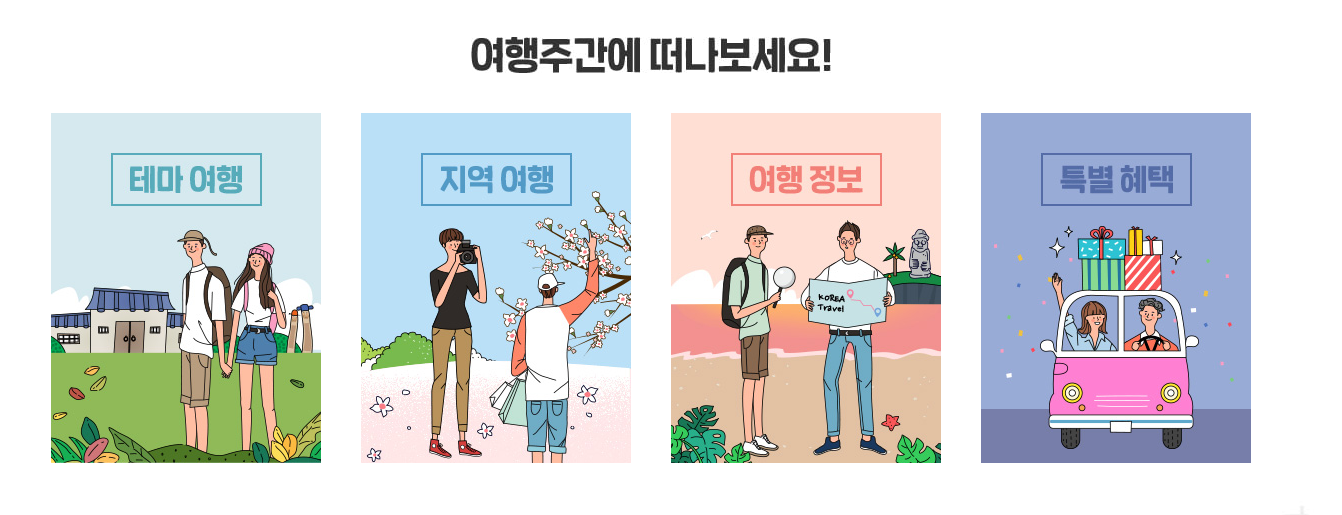 여행주간에 떠나보세요!
테마 여행
지역 여행
여행 정보
특별 혜택
KOREA
Travel